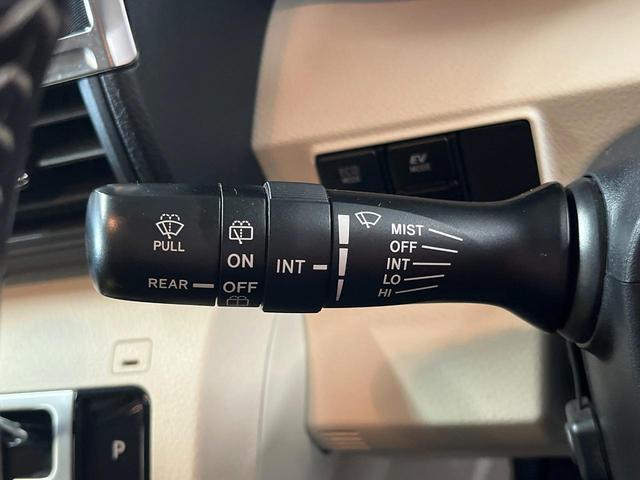 EV
MODE
PULL
REAR
ON
OFF
INT
MIST
OFF
INT
LO
HI
P